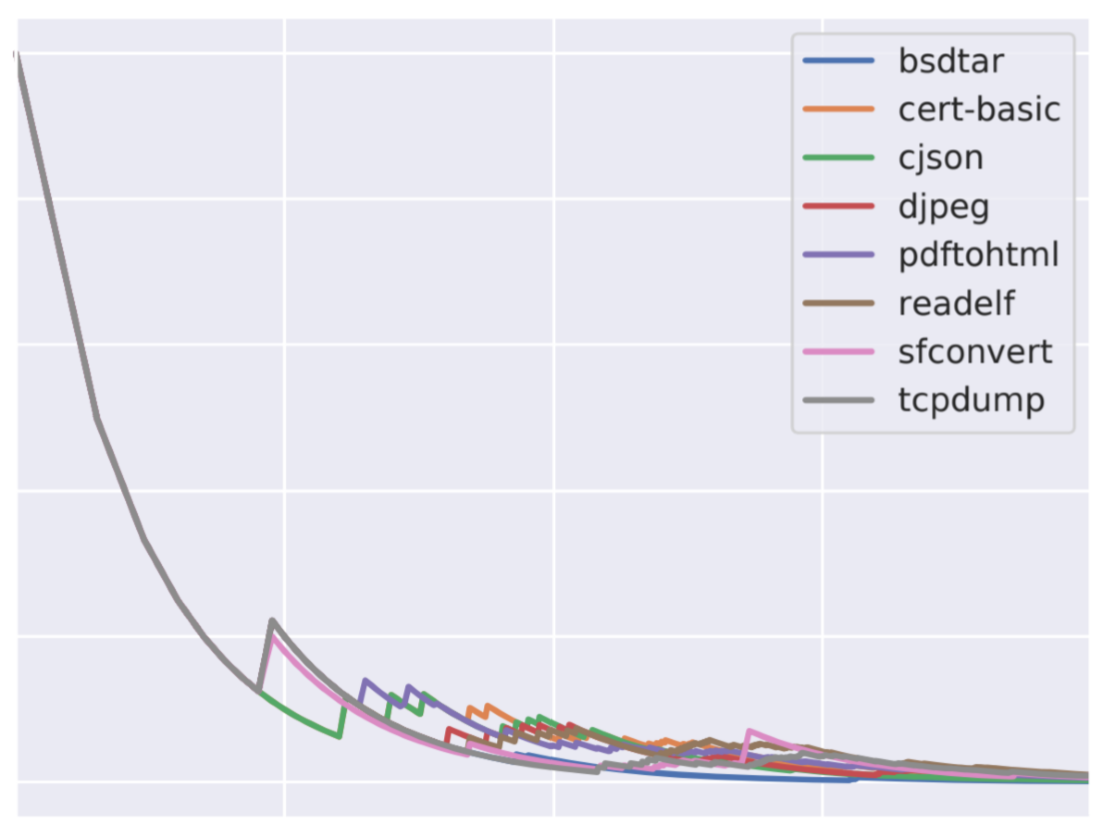 bsdtar
cert-basic
cjson
djpeg
pdftohtml
readelf
sfconvert
tcpdump